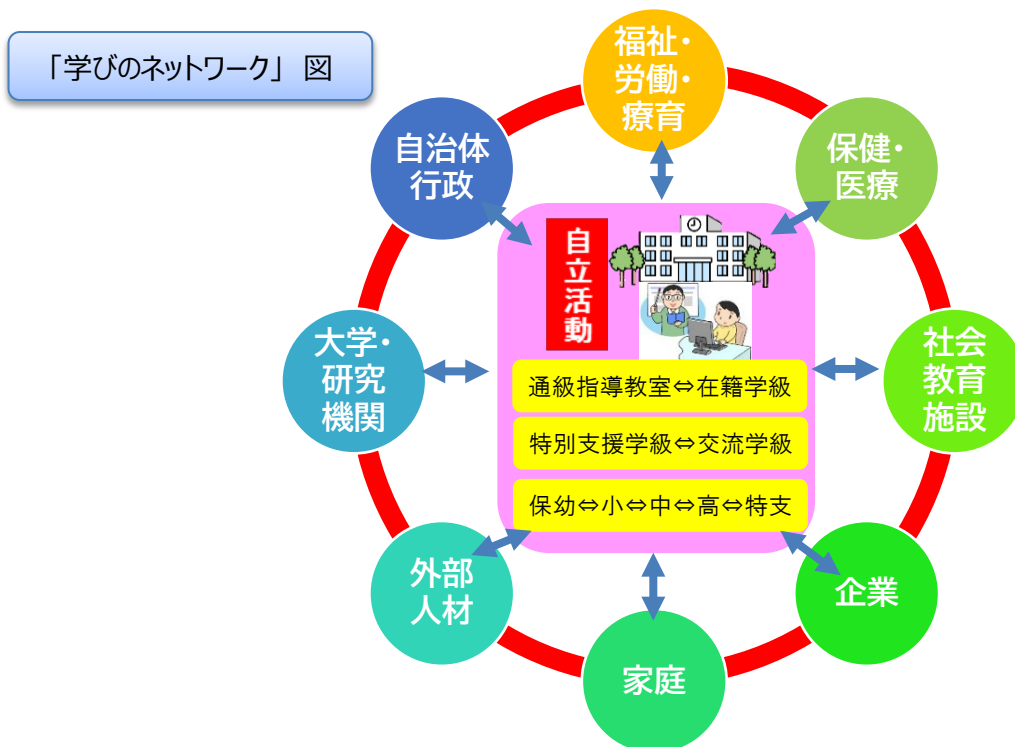 「学びのネットワーク」 図
福祉・
労働・
療育
自治体
行政
保健・
医療
自立活動
大学・
研究
機関
社会
教育
施設
通級指導教室⇔在籍学級
特別支援学級⇔交流学級
保幼⇔小⇔中⇔高⇔特支
外部
人材
企業
家庭